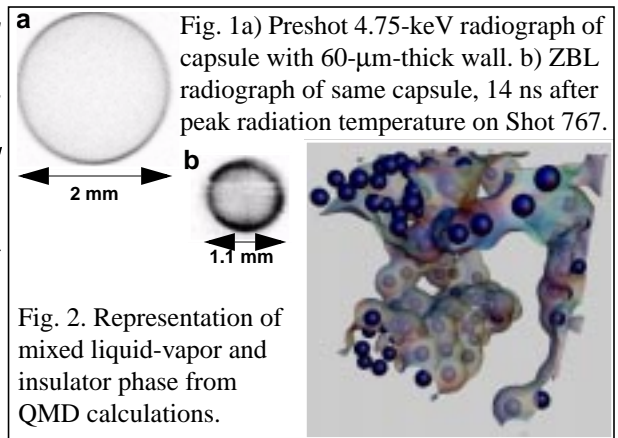 a
Fig. 1a) Preshot 4.75-keV radiograph of
capsule with 60-μm-thick wall. b) ZBL
radiograph of same capsule, 14 ns after
peak radiation temperature on Shot 767.
2 mm
b
1.1 mm
Fig. 2. Representation of
mixed liquid-vapor and
insulator phase from
QMD calculations.